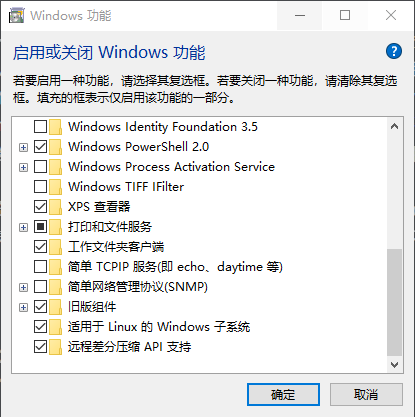 Windows 功能
启用或关闭 Windows 功能
若要启用一种功能，请选择其复选框。若要关闭一种功能，请清除其复选
框。填充的框表示仅启用该功能的一部分。
Windows Identity Foundation 3.5
Windows PowerShell 2.0
Windows Process Activation Service
Windows TIFF IFilter
XPS 查看器
打印和文件服务
工作文件夹客户端
简单 TCPIP 服务(即 echo、daytime 等)
简单网络管理协议(SNMP)
旧版组件
适用于 Linux 的 Windows 子系统
远程差分压缩 API 支持
确定
取消